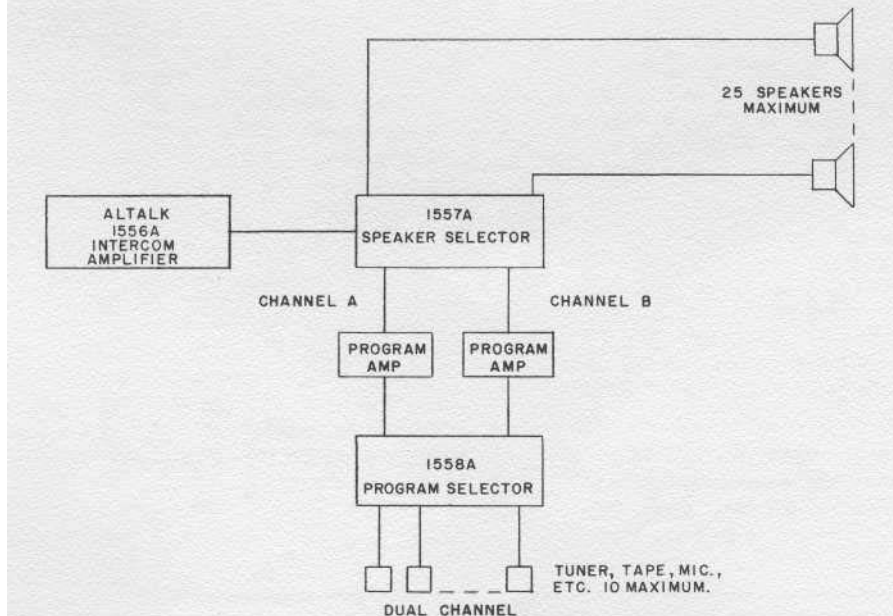 25 SPEAKERS
MAXIMUM
ALTALK
1556A
INTERCOM
AMPLIFIER
1557A
SPEAKER SELECTOR
CHANNEL A
CHANNEL B
PROGRAM
AMP
PROGRAM
AMP
1558A
PROGRAM SELECTOR
TUNER, TAPE, MIC.,
ETC. 10 MAXIMUM.
DUAL CHANNEL